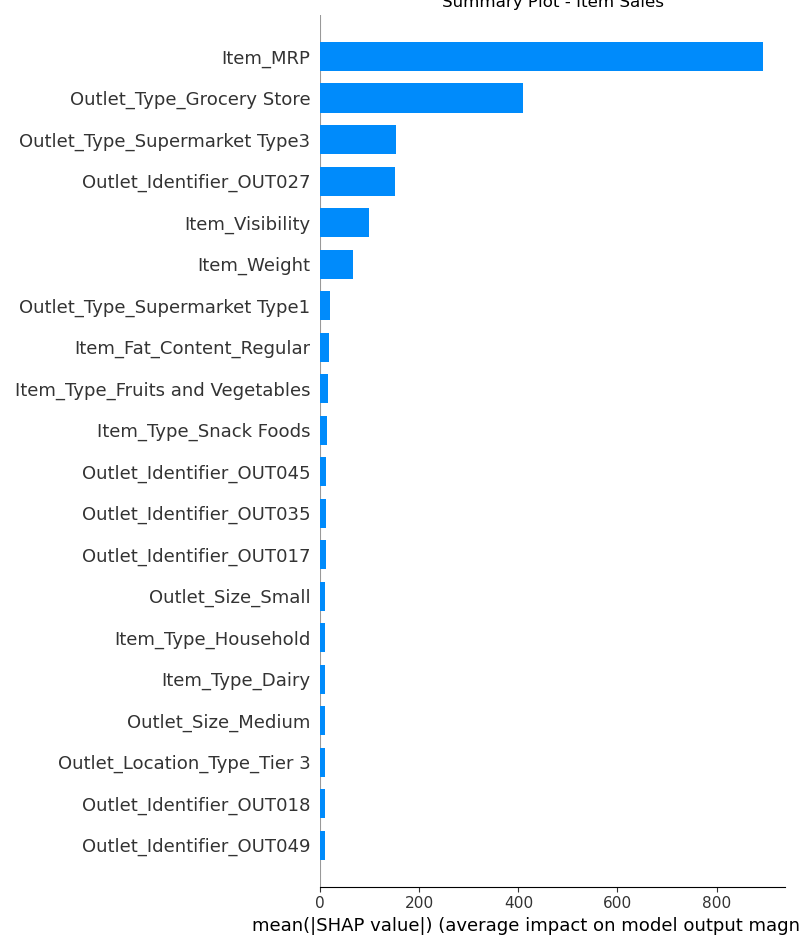 Summary Plot - Item Sales
Item_MRP
Outlet_Type_Grocery Store
Outlet_Type_Supermarket Type3
Outlet_Identifier_OUT027
Item_Visibility
Item_Weight
Outlet_Type_Supermarket Type1
Item_Fat_Content_Regular
Item_Type_Fruits and Vegetables
Item_Type_Snack Foods
Outlet_Identifier_OUT045
Outlet_Identifier_OUT035
Outlet_Identifier_OUT017
Outlet_Size_Small
Item_Type_Household
Item_Type_Dairy
Outlet_Size_Medium
Outlet_Location_Type_Tier 3
Outlet_Identifier_OUT018
Outlet_Identifier_OUT049
0 200 400 600 800
mean(|SHAP value|) (average impact on model output magn